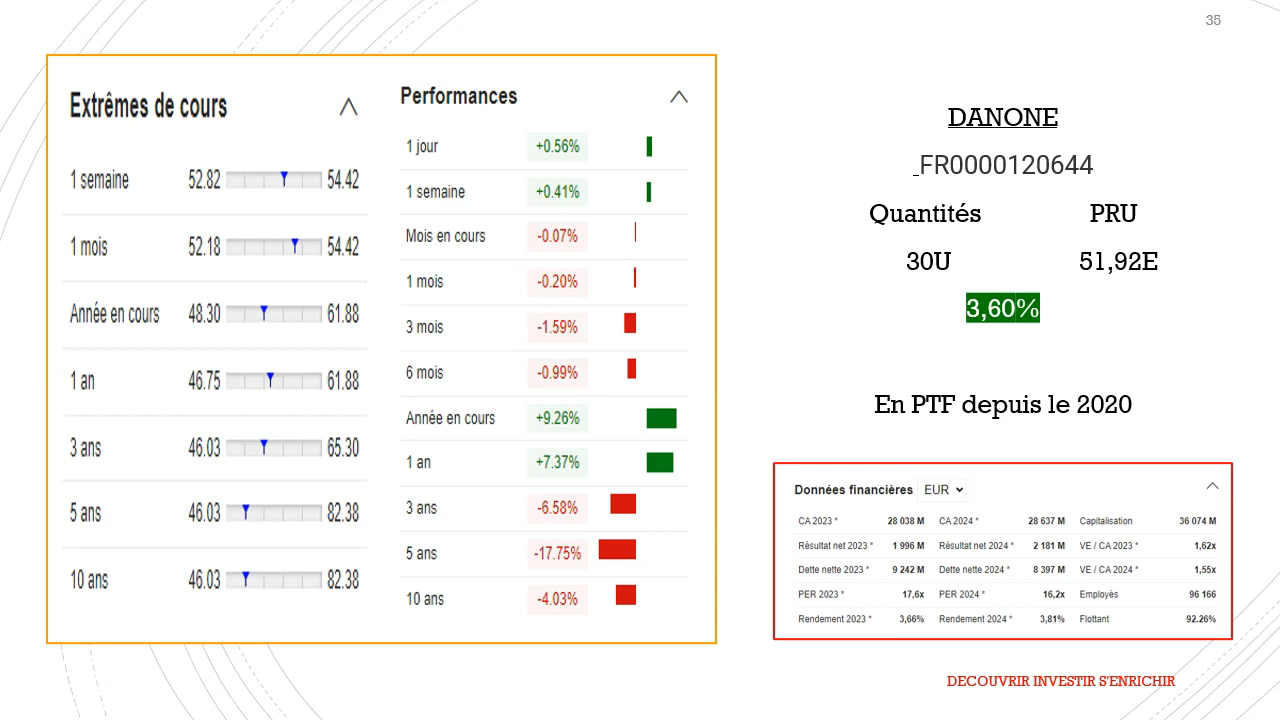 35
Extrêmes de cours
1 semaine 52.82 54.42
1 mois 52.18 54.42
Année en cours 48.30 61.88
1 an 46.75 61.88
3 ans 46.03 65.30
5 ans 46.03 82.38
10 ans 46.03 82.38
Performances
1 jour +0.56%
1 semaine +0.41%
Mois en cours -0.07%
1 mois -0.20%
3 mois -1.59%
6 mois -0.99%
Année en cours +9.26%
1 an +7.37%
3 ans -6.58%
5 ans -17.75%
10 ans -4.03%
DANONE
FR0000120644
Quantités PRU
30U 51,92E
3,60%
En PTF depuis le 2020
Données financières EUR
CA 2023 * 28 038 M CA 2024 * 28 637 M Capitalisation 36 074 M
Résultat net 2023 * 1 996 M Résultat net 2024 * 2 181 M VE / CA 2023 * 1,62x
Dette nette 2023 * 9 242 M Dette nette 2024 * 8 397 M VE / CA 2024 * 1,55x
PER 2023 * 17,6x PER 2024 * 16,2x Employés 96 166
Rendement 2023 * 3,66% Rendement 2024 * 3,81% Flottant 92.26%
DECOUVRIR INVESTIR S'ENRICHIR